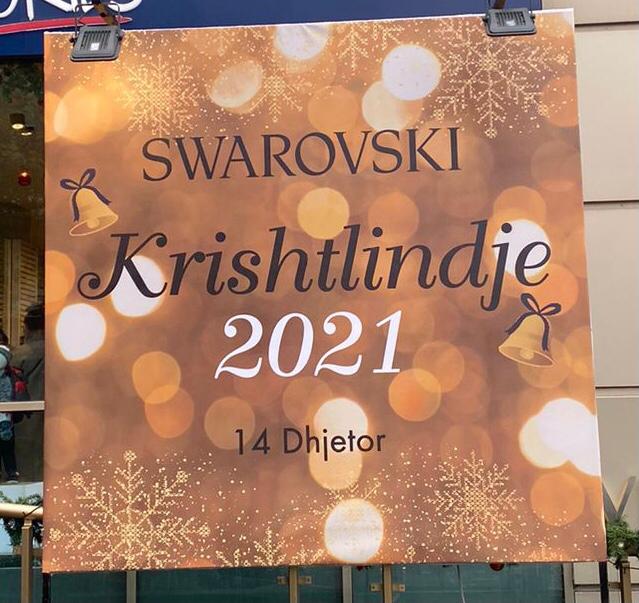 SWAROVSKI
Krishtlindje
2021
14 Dhjetor